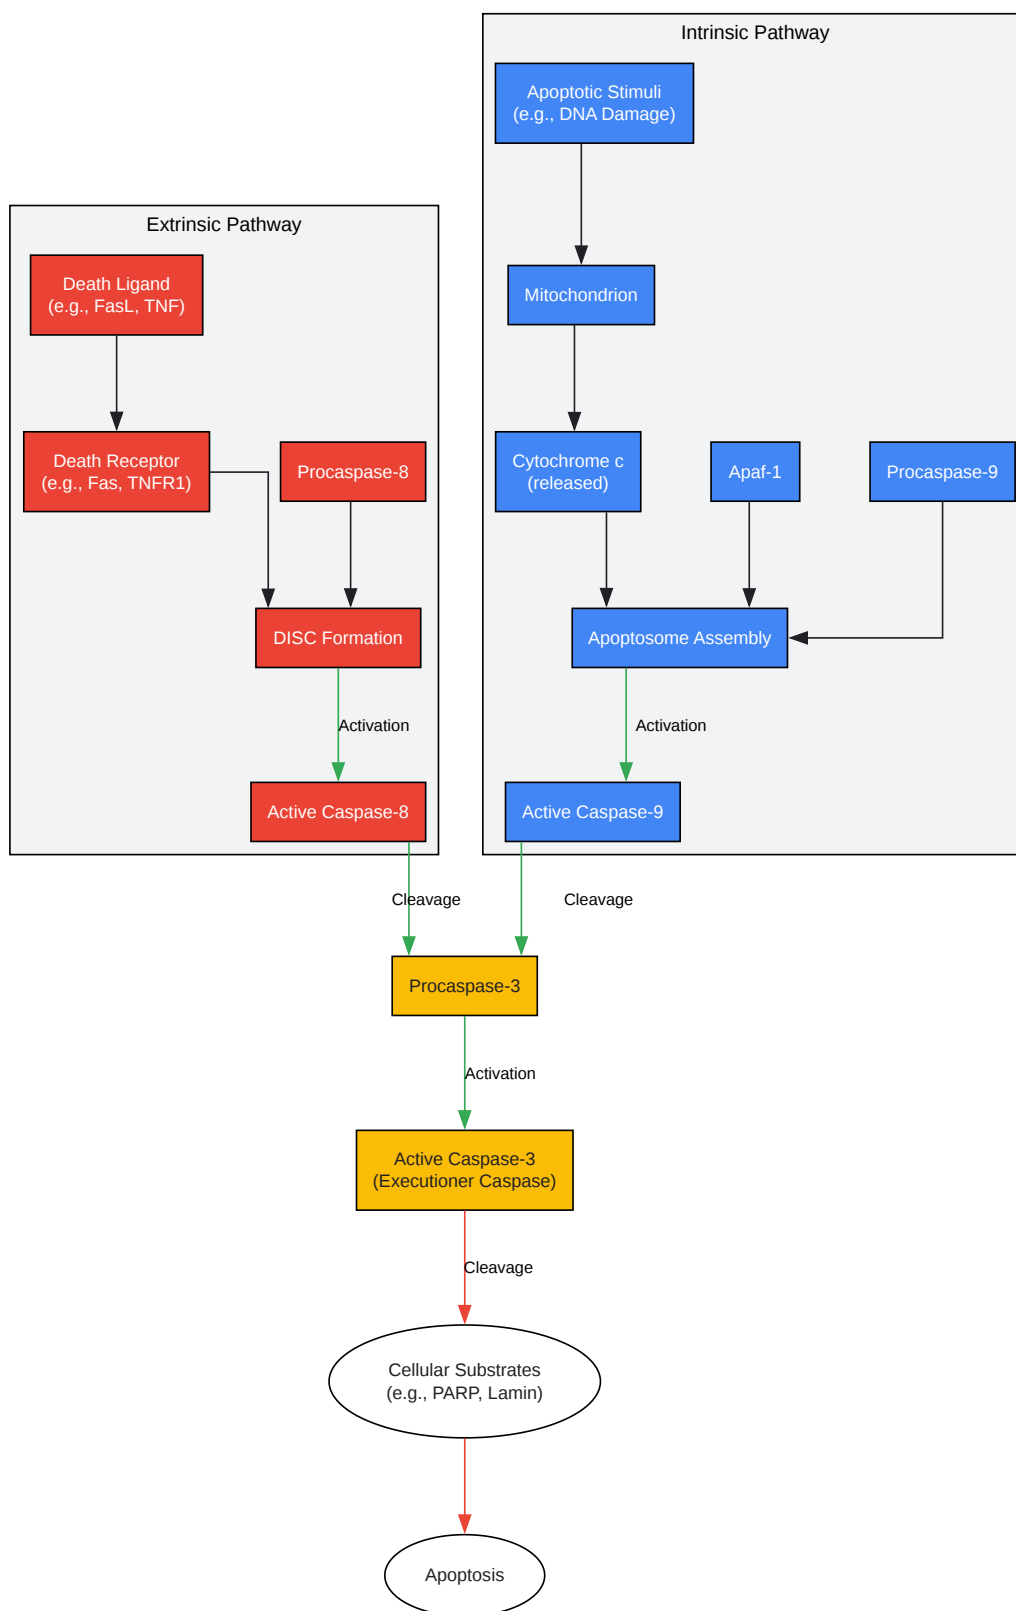 Intrinsic Pathway
Apoptotic Stimuli
(e.g., DNA Damage)
Extrinsic Pathway
Death Ligand
(e.g., FasL, TNF)
Mitochondrion
Death Receptor
(e.g., Fas, TNFR1)
Procaspase-8
Cytochrome c
(released)
Apaf-1
Procaspase-9
DISC Formation
Apoptosome Assembly
Activation
Activation
Active Caspase-8
Active Caspase-9
Cleavage
Cleavage
Procaspase-3
Activation
Active Caspase-3
(Executioner Caspase)
Cleavage
Cellular Substrates
(e.g., PARP, Lamin)
Apoptosis